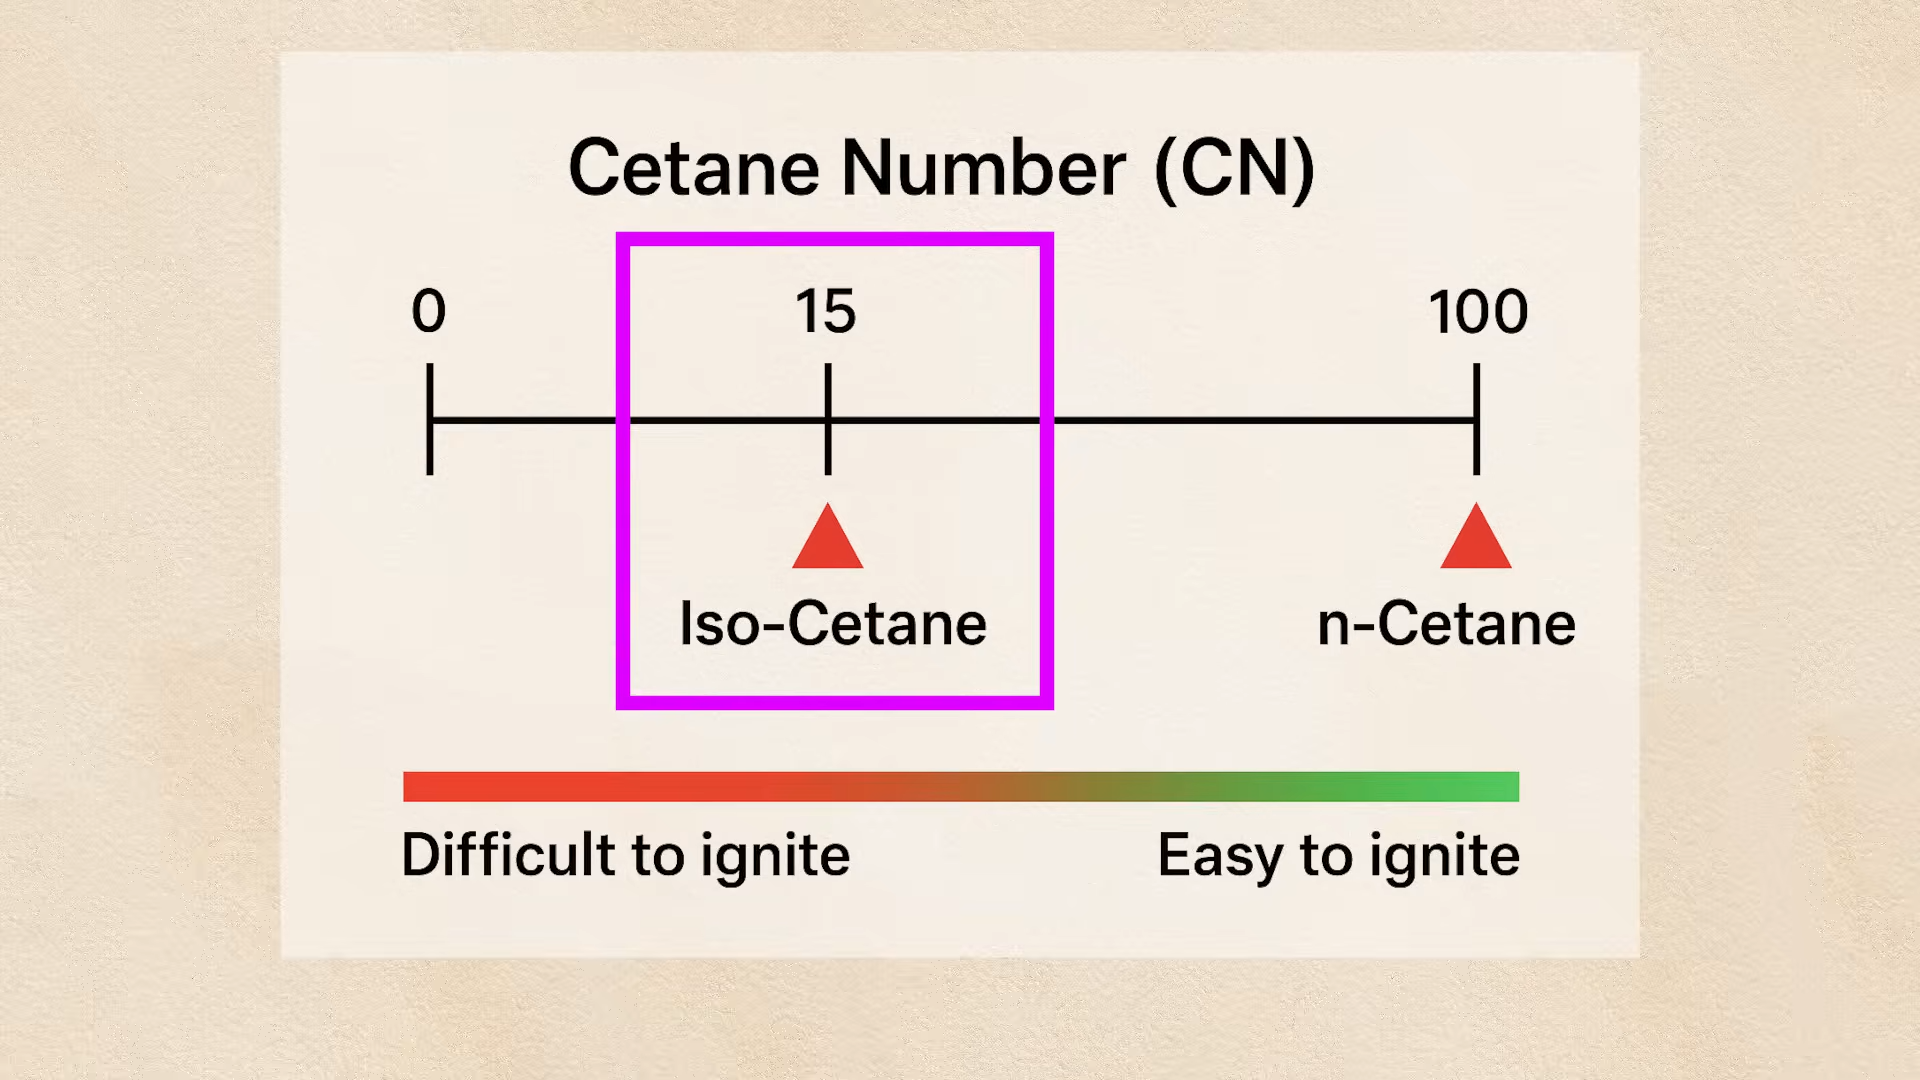 Cetane Number (CN)
0 15 100
Iso-Cetane n-Cetane
Difficult to ignite Easy to ignite